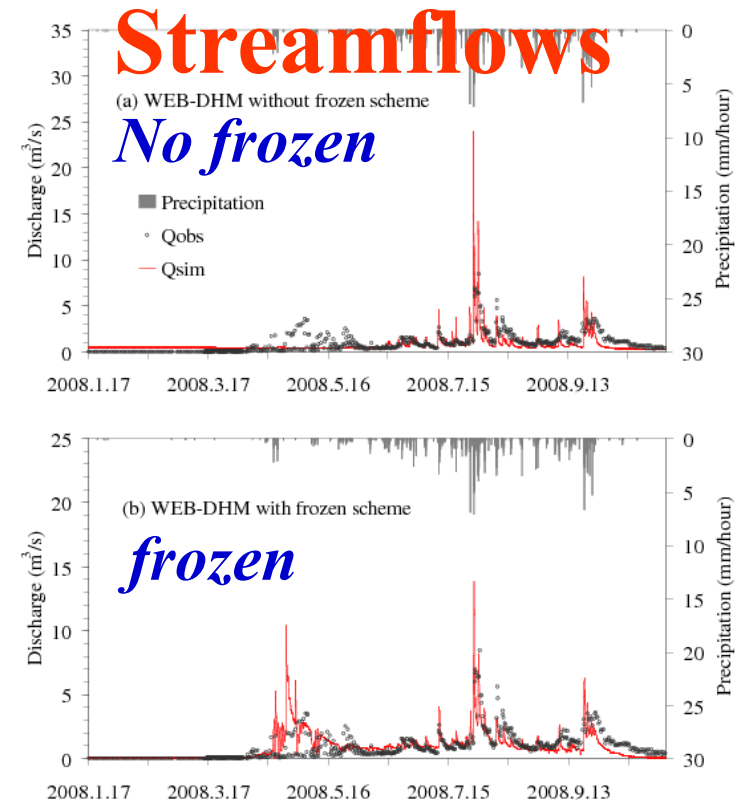 Streamflows
(a) WEB-DHM without frozen scheme
No frozen
Precipitation
Qobs
Qsim
Discharge (m³/s)
35
30
25
20
15
10
5
0
Precipitation (mm/hour)
0
5
10
15
20
25
30
2008.1.17 2008.3.17 2008.5.16 2008.7.15 2008.9.13
(b) WEB-DHM with frozen scheme
frozen
Discharge (m³/s)
25
20
15
10
5
0
Precipitation (mm/hour)
0
5
10
15
20
25
30
2008.1.17 2008.3.17 2008.5.16 2008.7.15 2008.9.13